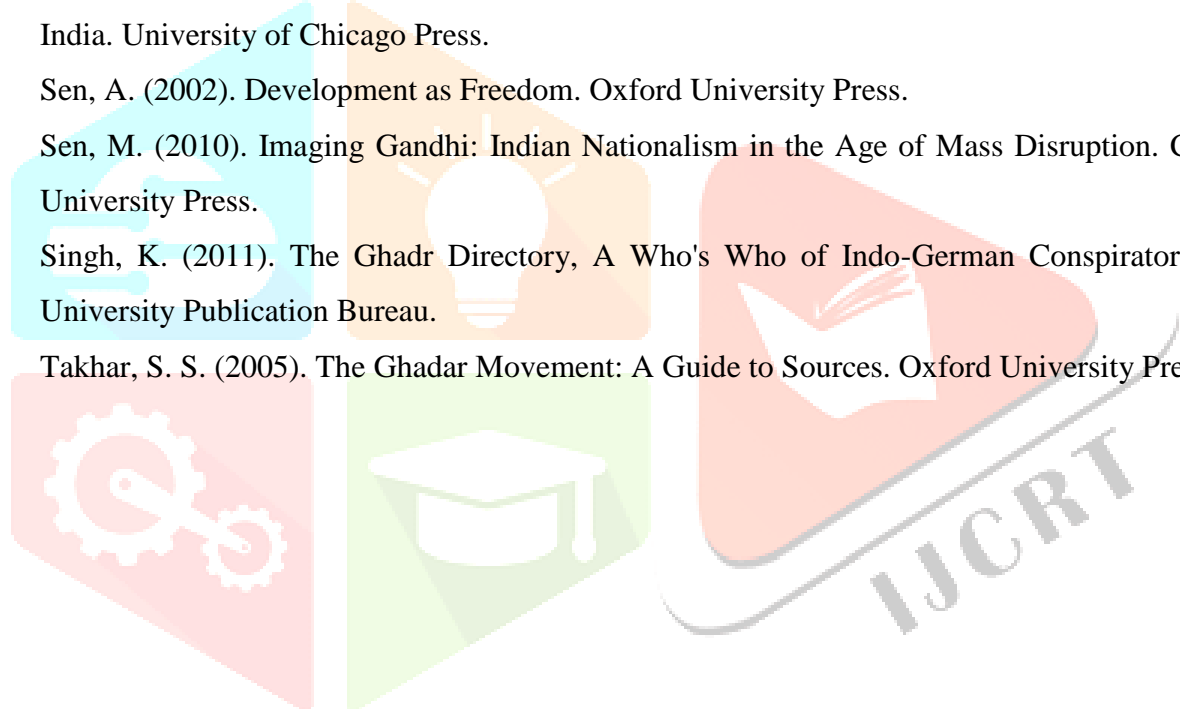 India. University of Chicago Press.
Sen, A. (2002). Development as Freedom. Oxford University Press.
Sen, M. (2010). Imaging Gandhi: Indian Nationalism in the Age of Mass Disruption.
University Press.
Singh, K. (2011). The Ghadr Directory, A Who's Who of Indo-German Conspirator
University Publication Bureau.
Takhar, S. S. (2005). The Ghadar Movement: A Guide to Sources. Oxford University Pre
IJCRT